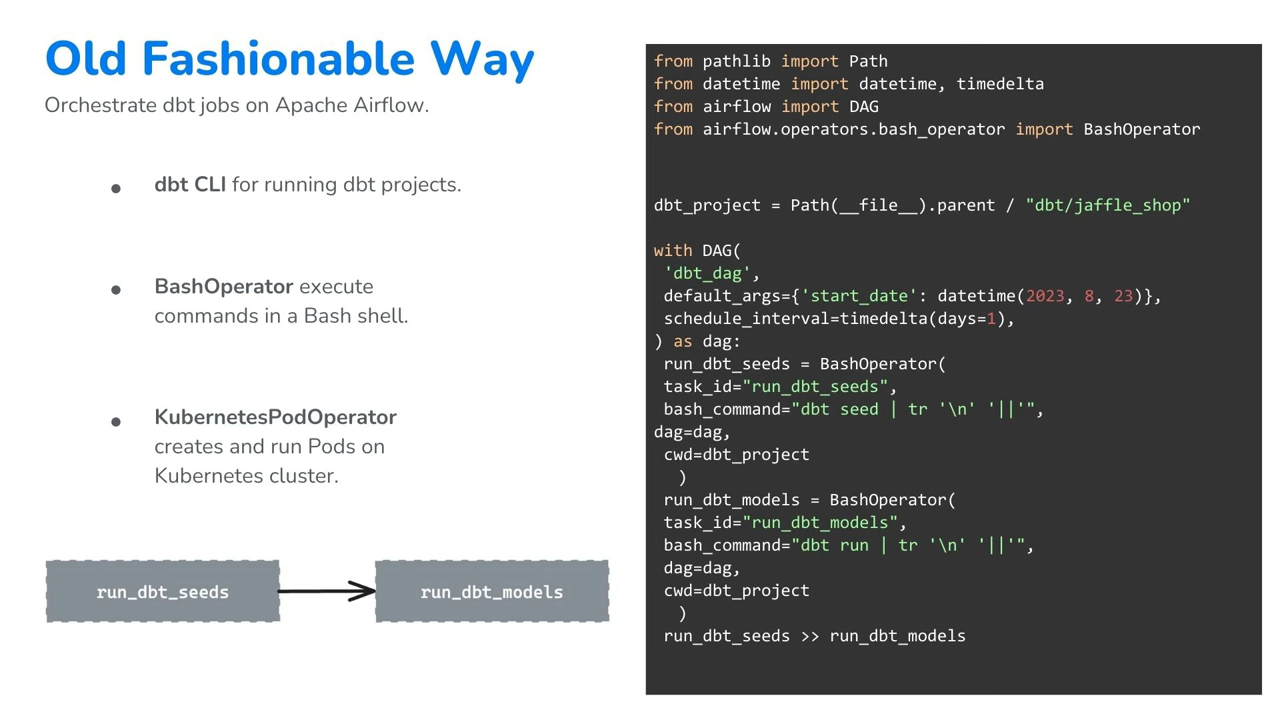 Old Fashionable Way
Orchestrate dbt jobs on Apache Airflow.
• dbt CLI for running dbt projects.
• BashOperator execute
commands in a Bash shell.
• KubernetesPodOperator
creates and run Pods on
Kubernetes cluster.
run_dbt_seeds
run_dbt_models
from pathlib import Path
from datetime import datetime, timedelta
from airflow import DAG
from airflow.operators.bash_operator import BashOperator
dbt_project = Path(__file__).parent / "dbt/jaffle_shop"
with DAG(
 'dbt_dag',
 default_args={'start_date': datetime(2023, 8, 23)},
 schedule_interval=timedelta(days=1),
) as dag:
 run_dbt_seeds = BashOperator(
 task_id="run_dbt_seeds",
 bash_command="dbt seed | tr '\n' '||'",
dag=dag,
 cwd=dbt_project
   )
 run_dbt_models = BashOperator(
 task_id="run_dbt_models",
 bash_command="dbt run | tr '\n' '||'",
 dag=dag,
 cwd=dbt_project
   )
 run_dbt_seeds >> run_dbt_models